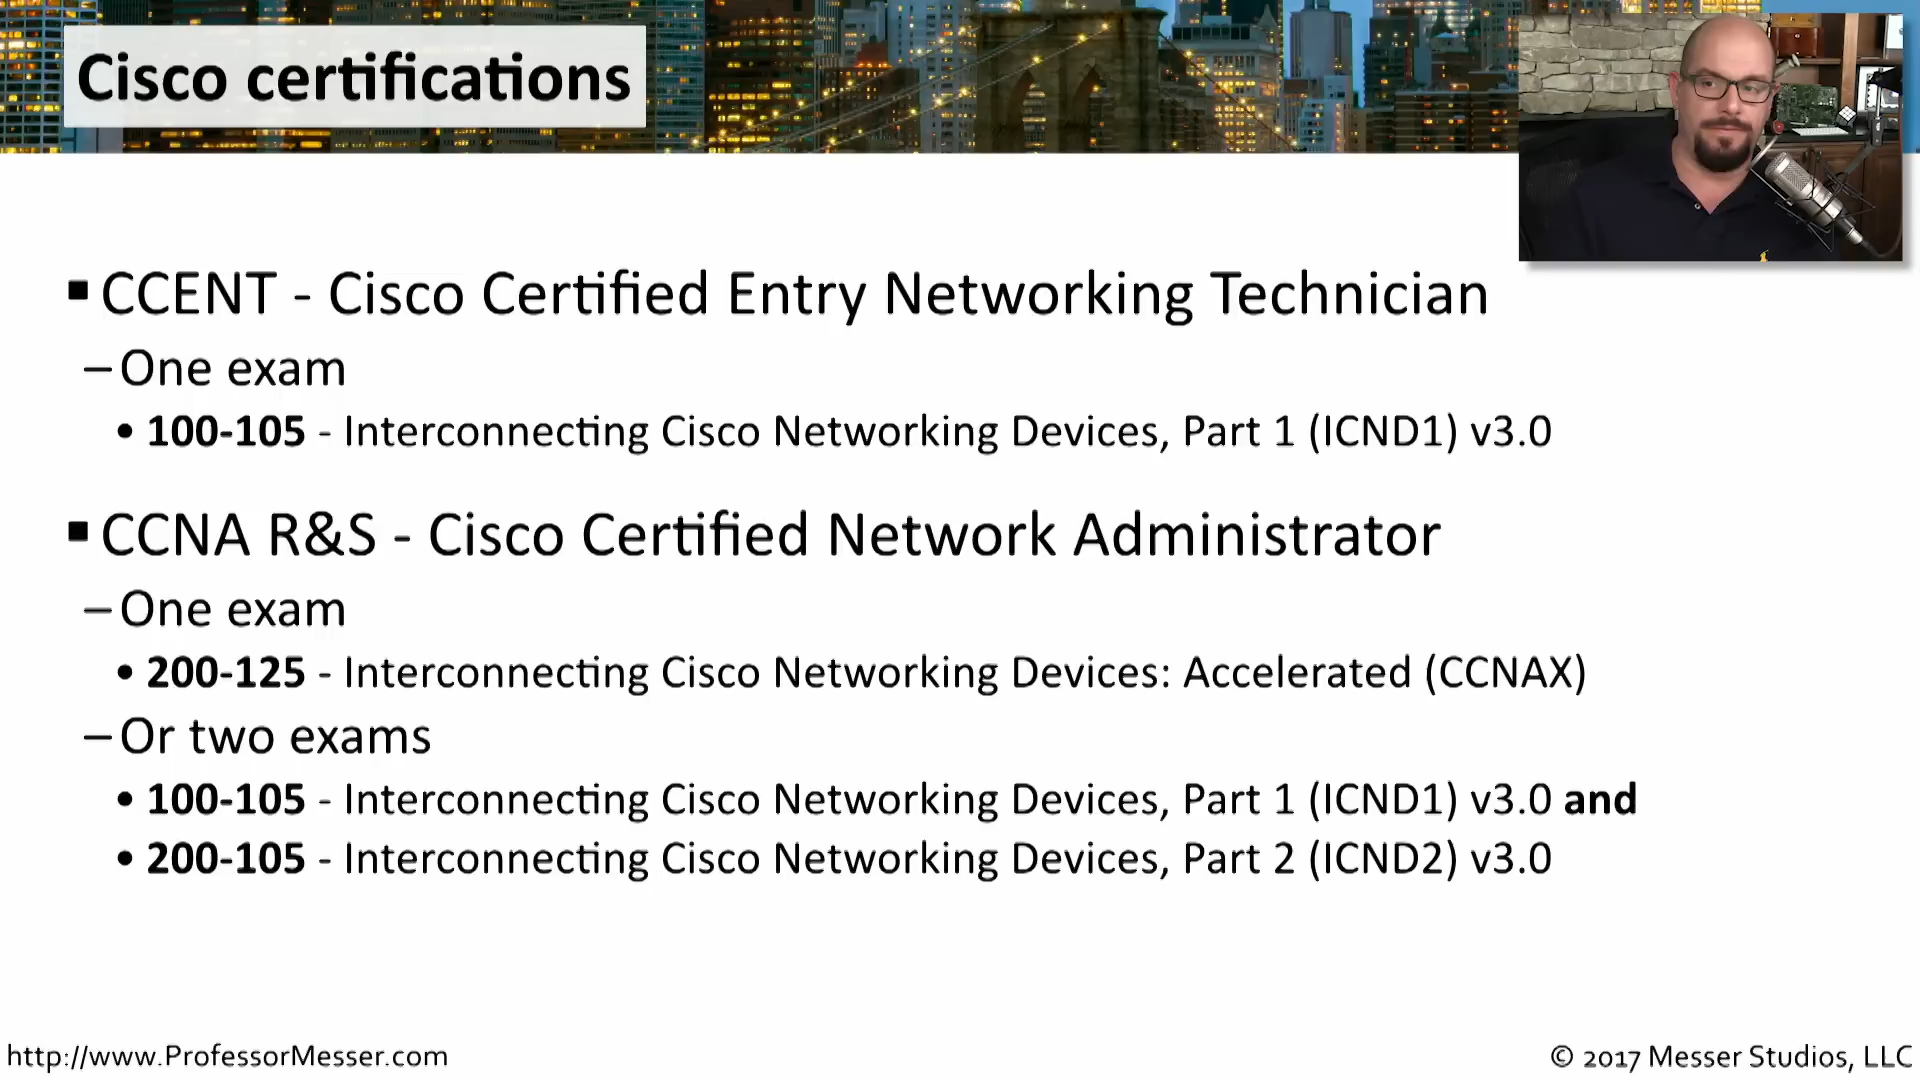 Cisco certifications
▪ CCENT - Cisco Certified Entry Networking Technician
– One exam
• 100-105 - Interconnecting Cisco Networking Devices, Part 1 (ICND1) v3.0
▪ CCNA R&S - Cisco Certified Network Administrator
– One exam
• 200-125 - Interconnecting Cisco Networking Devices: Accelerated (CCNAX)
– Or two exams
• 100-105 - Interconnecting Cisco Networking Devices, Part 1 (ICND1) v3.0 and
• 200-105 - Interconnecting Cisco Networking Devices, Part 2 (ICND2) v3.0
http://www.ProfessorMesser.com
© 2017 Messer Studios, LLC